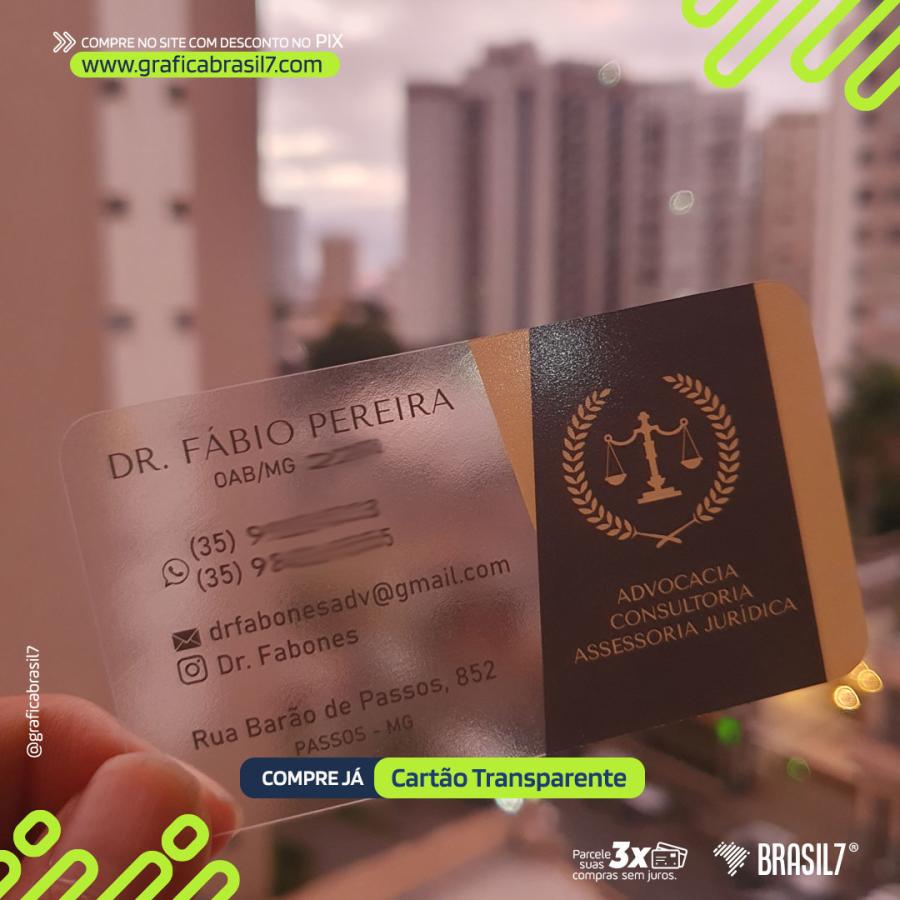 COMPRE NO SITE COM DESCONTO NO PIX
www.graficabrasil7.com
DR. FÁBIO PEREIRA
OAB/MG
(35) 9
(35) 98
drfabonesadv@gmail.com
Dr. Fabones
Rua Barão de Passos, 852
PASSOS - MG
ADVOCACIA
CONSULTORIA
ASSESSORIA JURÍDICA
@graficabrasil7
COMPRE JÁ
Cartão Transparente
Parcele 3x
suas
compras sem juros.
BRASIL7®